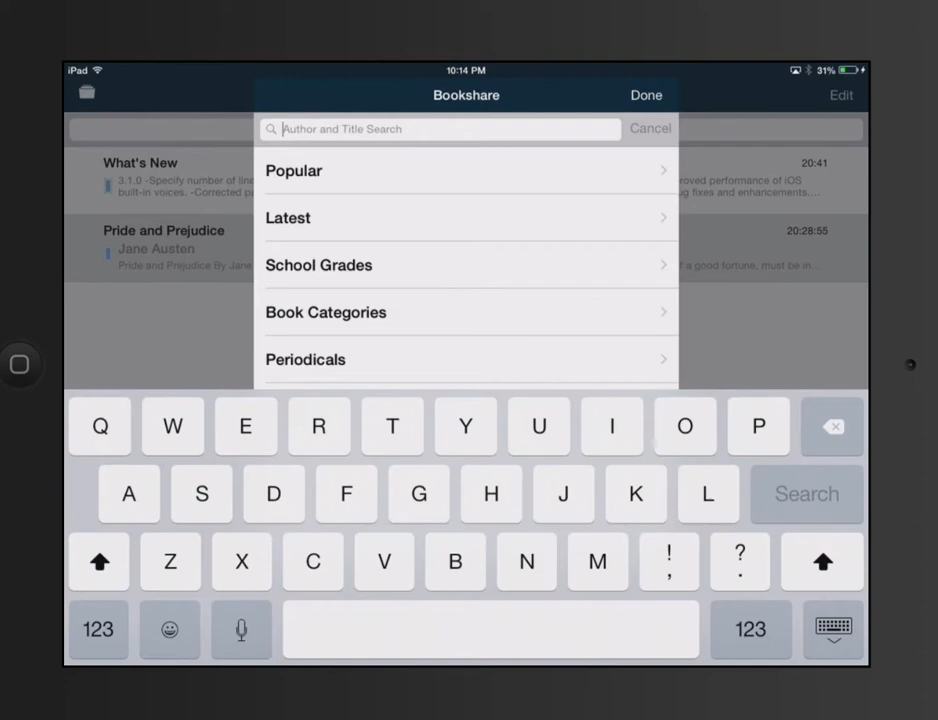 iPad 10:14 PM 31%
Bookshare Done Edit
Author and Title Search Cancel
What's New 20:41
Popular
3.1.0 -Specify number of line roved performance of iOS
built-in voices. -Corrected pa g fixes and enhancements....
Latest
Pride and Prejudice 20:28:55
Jane Austen
Pride and Prejudice By Jane f a good fortune, must be in...
School Grades
Book Categories
Periodicals
Q W E R T Y U I O P
A S D F G H J K L Search
Z X C V B N M ! , ? .
123 123